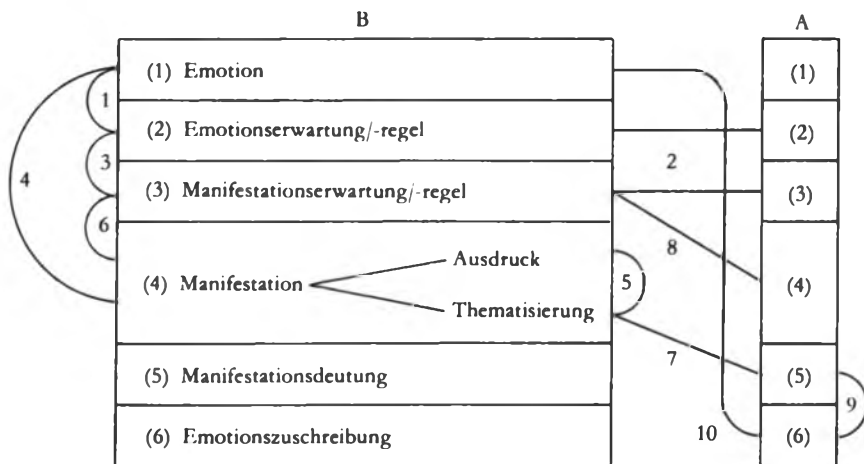 B A
(1) Emotion (1)
1
(2) Emotionserwartung/-regel (2)
4 3 2
(3) Manifestationserwartung/-regel (3)
6 8
Ausdruck
(4) Manifestation 5 (4)
Thematisierung
7
(5) Manifestationsdeutung (5)
9
(6) Emotionszuschreibung 10 (6)